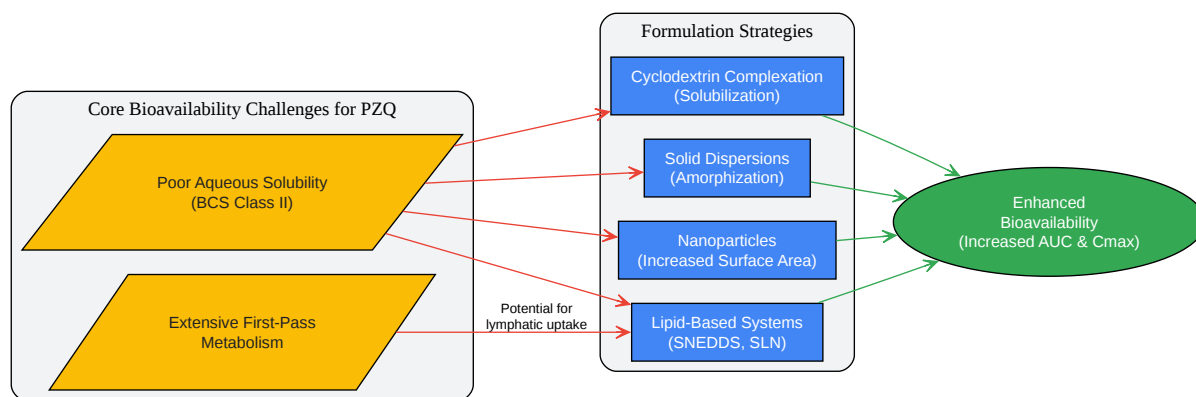 Core Bioavailability Challenges for PZQ
Poor Aqueous Solubility
(BCS Class II)
Extensive First-Pass
Metabolism
Potential for
lymphatic uptake
Formulation Strategies
Cyclodextrin Complexation
(Solubilization)
Solid Dispersions
(Amorphization)
Nanoparticles
(Increased Surface Area)
Lipid-Based Systems
(SNEDDS, SLN)
Enhanced
Bioavailability
(Increased AUC & Cmax)